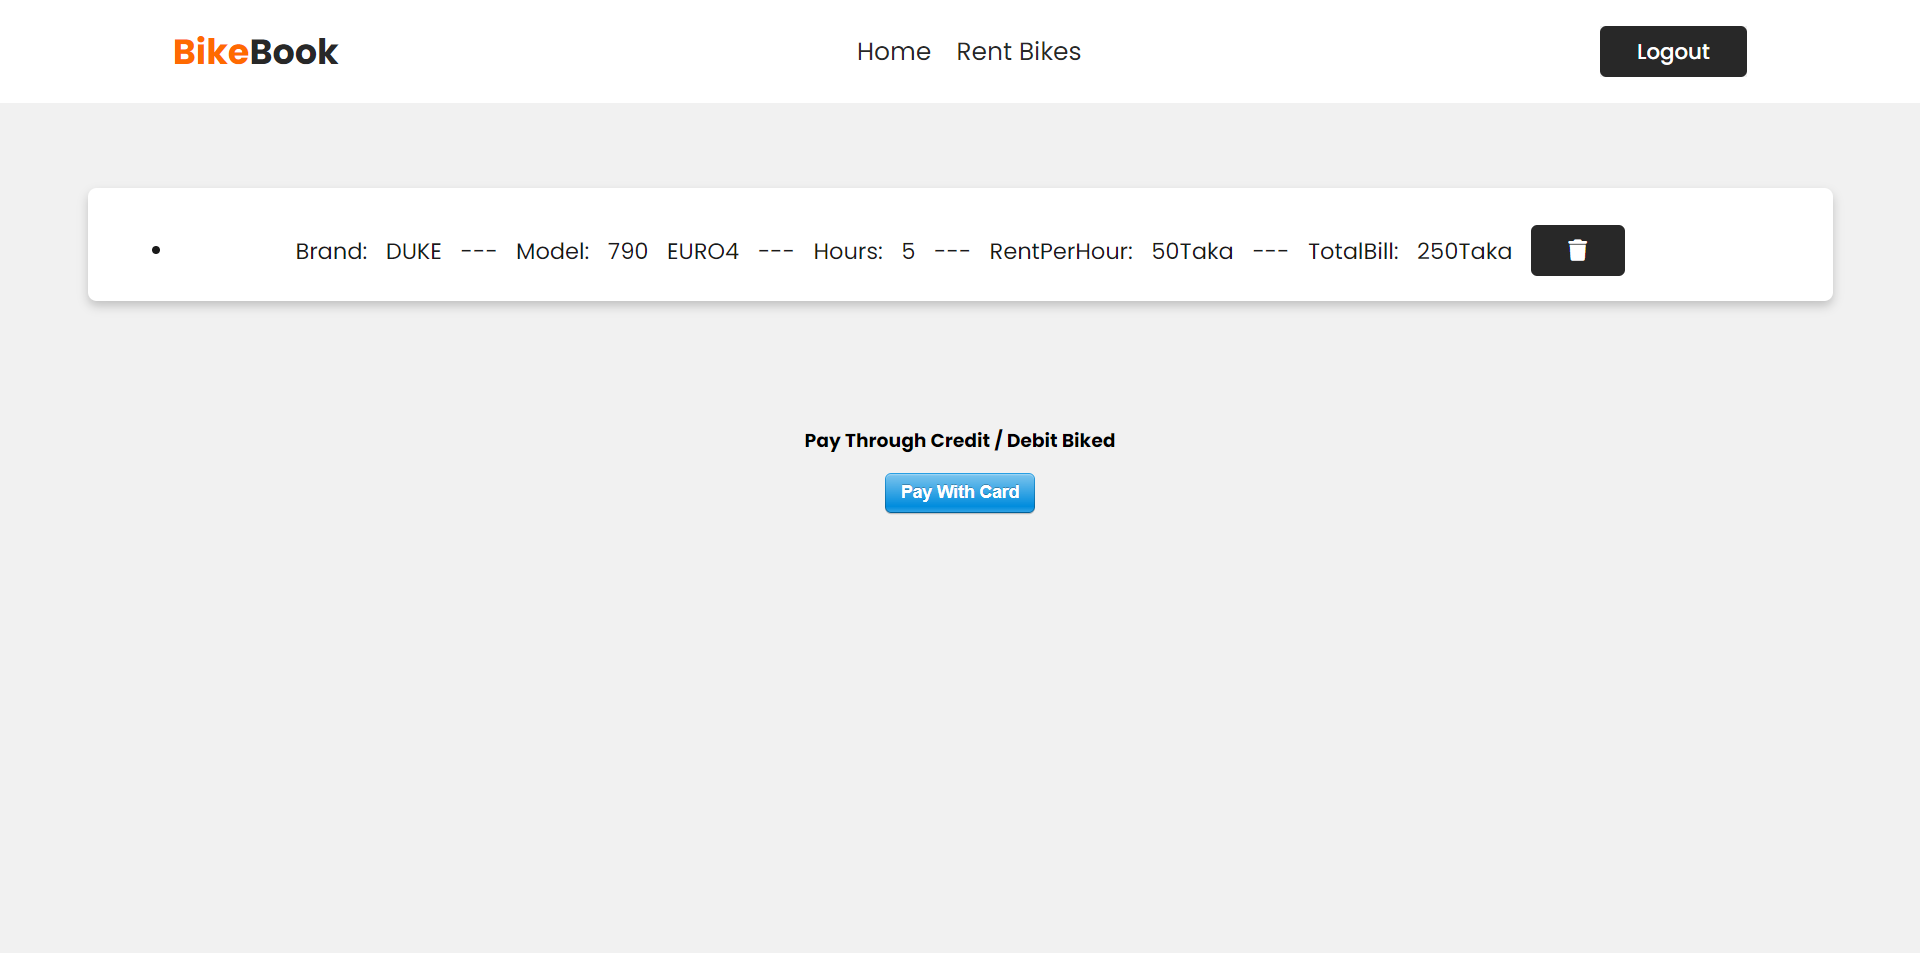 BikeBook
Home Rent Bikes
Logout
Brand: DUKE --- Model: 790 EURO4 --- Hours: 5 --- RentPerHour: 50Taka --- TotalBill: 250Taka
Pay Through Credit / Debit Biked
Pay With Card